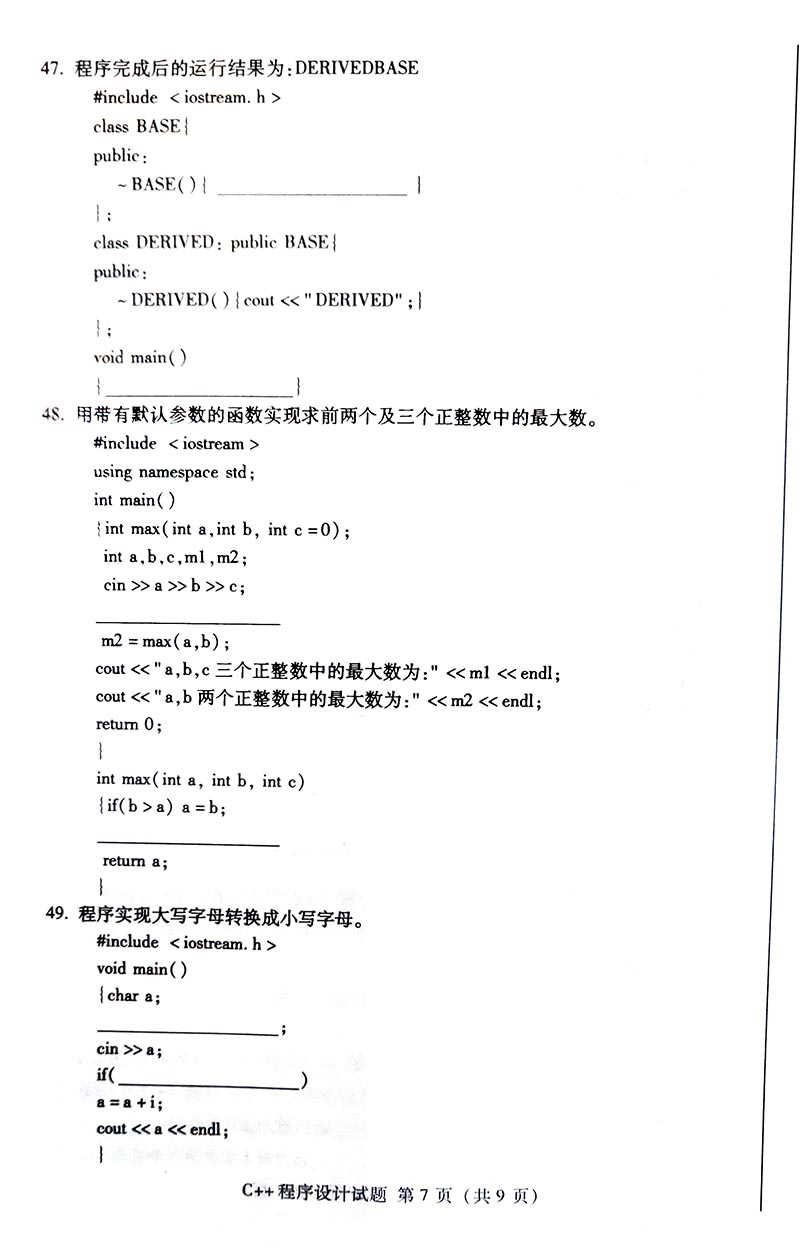 47. 程序完成后的运行结果为:DERIVEDBASE
#include <iostream.h>
class BASE{
public:
~BASE(){ ____________ }
};
class DERIVED: public BASE{
public:
~DERIVED(){cout<<"DERIVED";}
};
void main()
{____________}
48. 用带有默认参数的函数实现求前两个及三个正整数中的最大数。
#include <iostream>
using namespace std;
int main()
{int max(int a,int b, int c=0);
int a,b,c,m1,m2;
cin>>a>>b>>c;
____________
m2=max(a,b);
cout<<"a,b,c 三个正整数中的最大数为:"<<m1<<endl;
cout<<"a,b 两个正整数中的最大数为:"<<m2<<endl;
return 0;
}
int max(int a, int b, int c)
{if(b>a) a=b;
____________
return a;
}
49. 程序实现大写字母转换成小写字母。
#include <iostream.h>
void main()
{char a;
____________;
cin>>a;
if(____________)
a=a+i;
cout<<a<<endl;
}
C++程序设计试题 第7页(共9页)